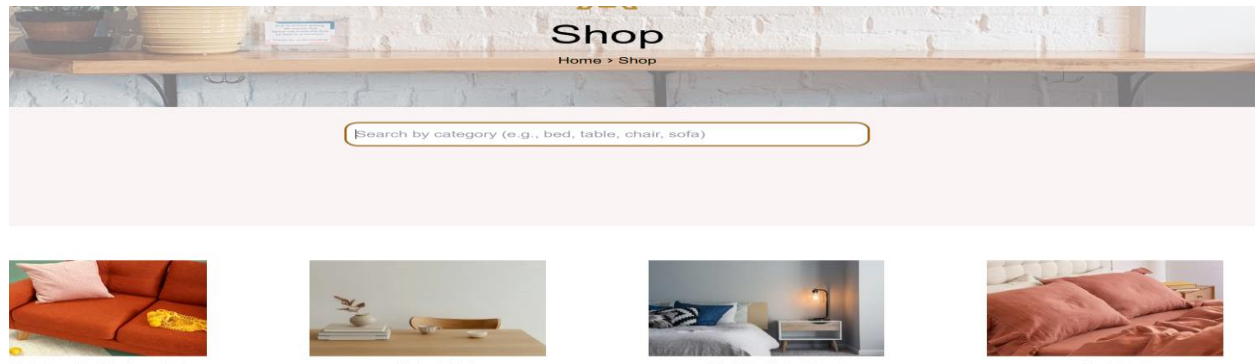 Shop
Home > Shop
Search by category (e.g., bed, table, chair, sofa)